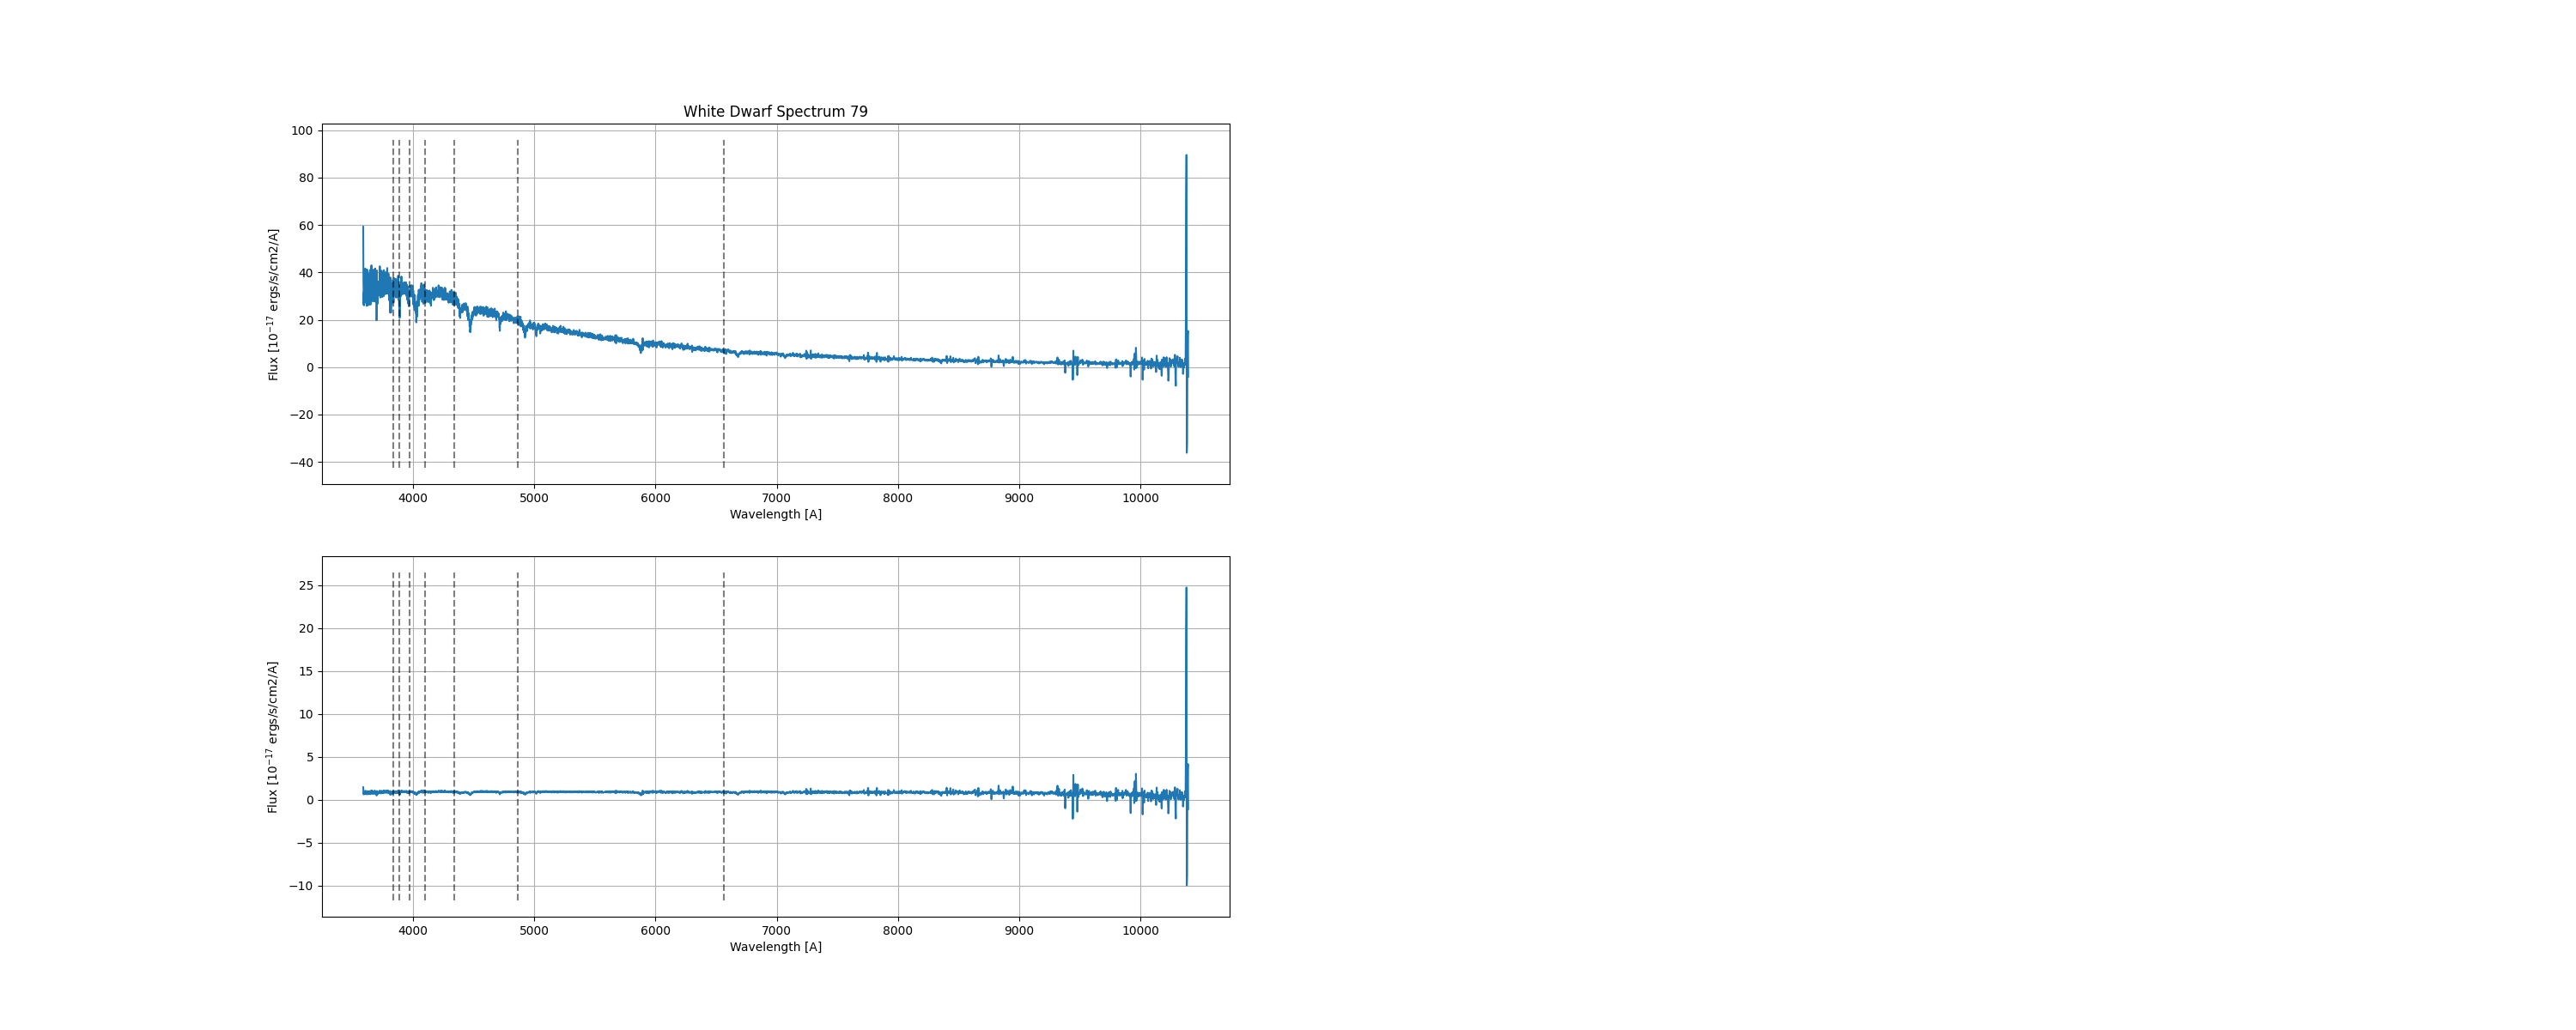 White Dwarf Spectrum 79
100
80
60
40
20
0
−20
−40
Flux [10⁻¹⁷ ergs/s/cm2/A]
4000 5000 6000 7000 8000 9000 10000
Wavelength [A]
25
20
15
10
5
0
−5
−10
Flux [10⁻¹⁷ ergs/s/cm2/A]
4000 5000 6000 7000 8000 9000 10000
Wavelength [A]